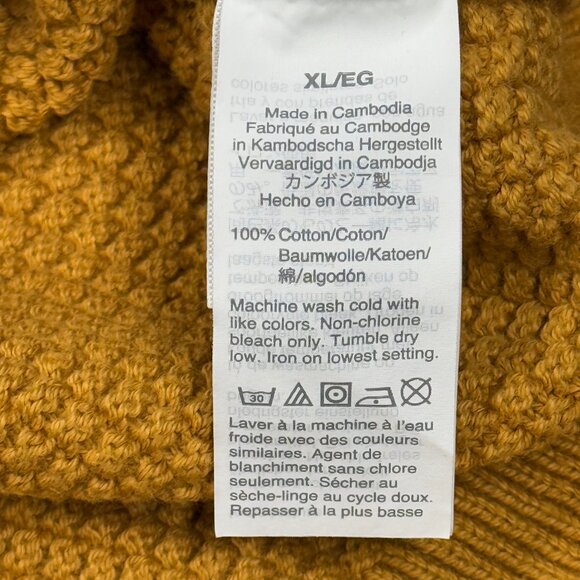 XL/EG
Made in Cambodia
Fabriqué au Cambodge
in Kambodscha Hergestellt
Vervaardigd in Cambodja
カンボジア製
Hecho en Camboya
100% Cotton/Coton/
Baumwolle/Katoen/
綿/algodón
Machine wash cold with
like colors. Non-chlorine
bleach only. Tumble dry
low. Iron on lowest setting.
30
Laver à la machine à l'eau
froide avec des couleurs
similaires. Agent de
blanchiment sans chlore
seulement. Sécher au
sèche-linge au cycle doux.
Repasser à la plus basse